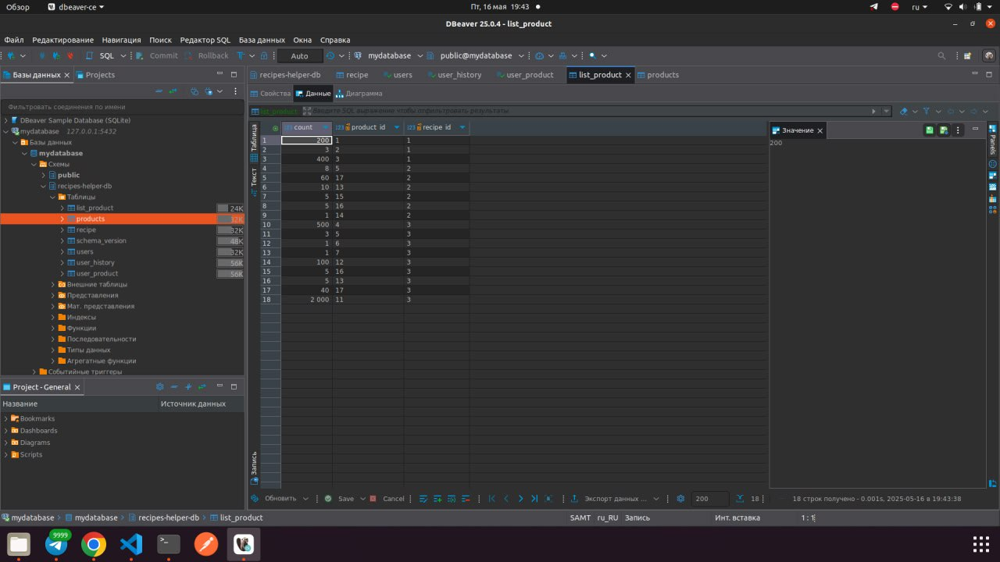 Обзор dbeaver-ce Пт, 16 мая 19:43 ru
DBeaver 25.0.4 - list_product
Файл Редактирование Навигация Поиск Редактор SQL База данных Окна Справка
SQL Commit Rollback Auto mydatabase public@mydatabase
Базы данных Projects
recipes-helper-db recipe users user_history user_product list_product products
Свойства Данные Диаграмма
Фильтровать соединения по имени
list_product Введите SQL выражение чтобы отфильтровать результаты
DBeaver Sample Database (SQLite)
mydatabase 127.0.0.1:5432
Базы данных
mydatabase
Схемы
public
recipes-helper-db
Таблицы
list_product 24K
products 32K
recipe 32K
schema_version 48K
users 32K
user_history 56K
user_product 56K
Внешние таблицы
Представления
Мат. представления
Индексы
Функции
Последовательности
Типы данных
Агрегатные функции
Событийные триггеры
Project - General
Название Источник данных
Bookmarks
Dashboards
Diagrams
Scripts
Таблица
Текст
Запись
123 count 123 product_id 123 recipe_id
1 200 1 1
2 3 2 1
3 400 3 1
4 8 5 2
5 60 17 2
6 10 13 2
7 5 15 2
8 5 16 2
9 1 14 2
10 500 4 3
11 3 5 3
12 1 6 3
13 1 7 3
14 100 12 3
15 5 16 3
16 5 13 3
17 40 17 3
18 2 000 11 3
Значение
200
Panels
Обновить Save Cancel Экспорт данных ... 200 18 18 строк получено - 0.001s, 2025-05-16 в 19:43:38
mydatabase mydatabase recipes-helper-db list_product SAMT ru_RU Запись Инт. вставка
9999